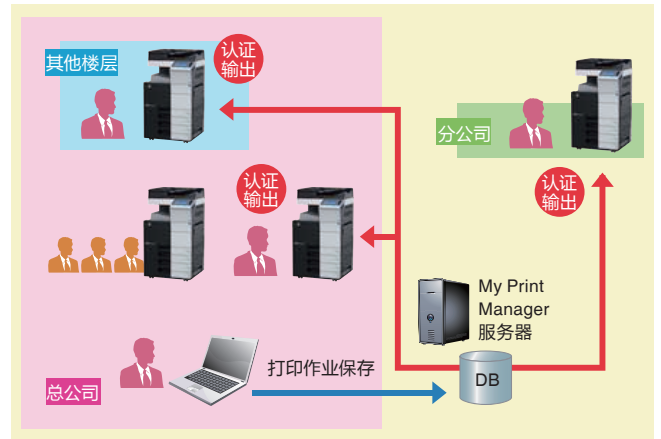 其他楼层
认证
输出
分公司
认证
输出
认证
输出
My Print
Manager
服务器
打印作业保存
总公司
DB